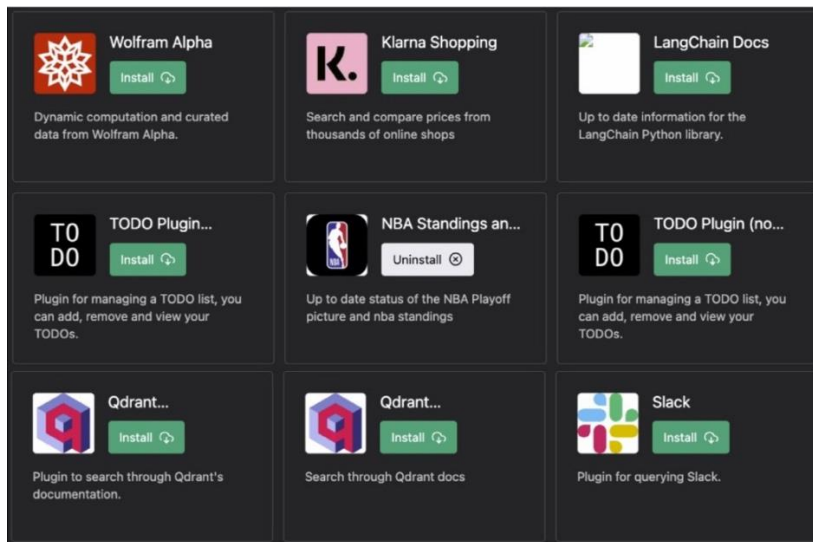 Wolfram Alpha
Install
Dynamic computation and curated
data from Wolfram Alpha.
K.
Klarna Shopping
Install
Search and compare prices from
thousands of online shops
LangChain Docs
Install
Up to date information for the
LangChain Python library.
TO
DO
TODO Plugin...
Install
Plugin for managing a TODO list, you
can add, remove and view your
TODOs.
NBA
NBA Standings an...
Uninstall
Up to date status of the NBA Playoff
picture and nba standings
TO
DO
TODO Plugin (no...
Install
Plugin for managing a TODO list, you
can add, remove and view your
TODOs.
Qdrant...
Install
Plugin to search through Qdrant's
documentation.
Qdrant...
Install
Search through Qdrant docs
Slack
Install
Plugin for querying Slack.